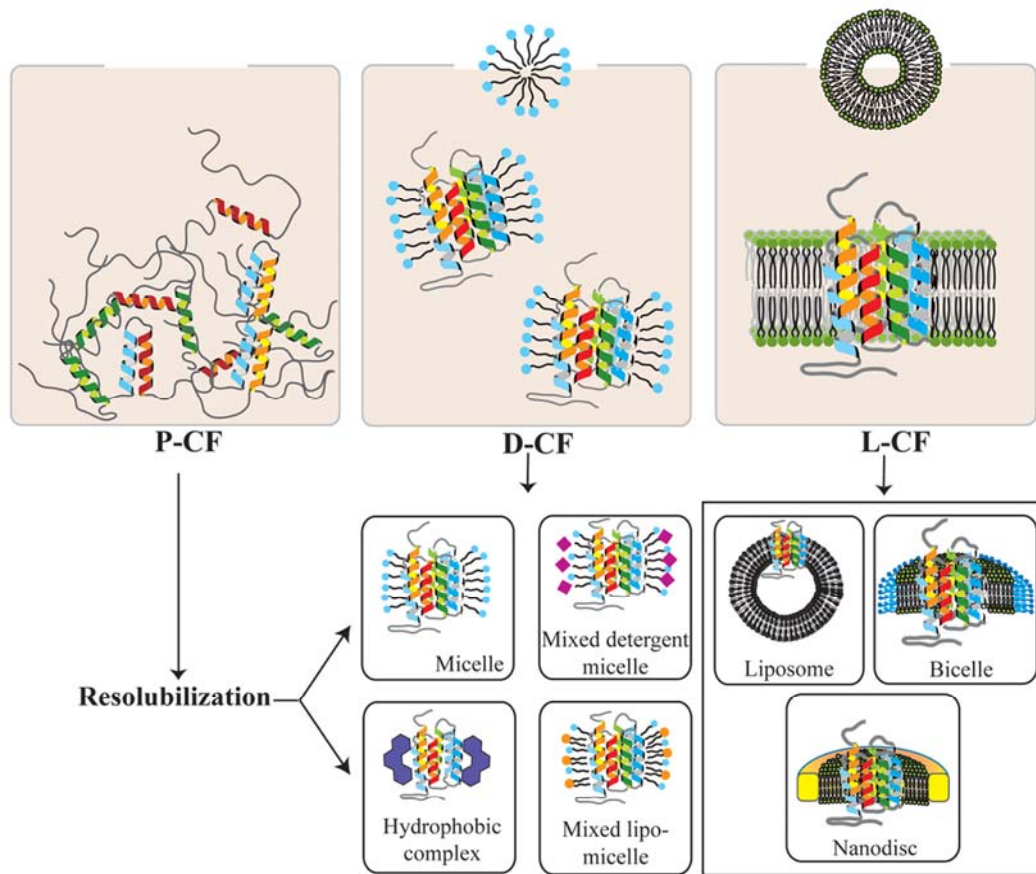 P-CF
D-CF
L-CF
Micelle
Mixed detergent
micelle
Liposome
Bicelle
Resolubilization
Hydrophobic
complex
Mixed lipo-
micelle
Nanodisc